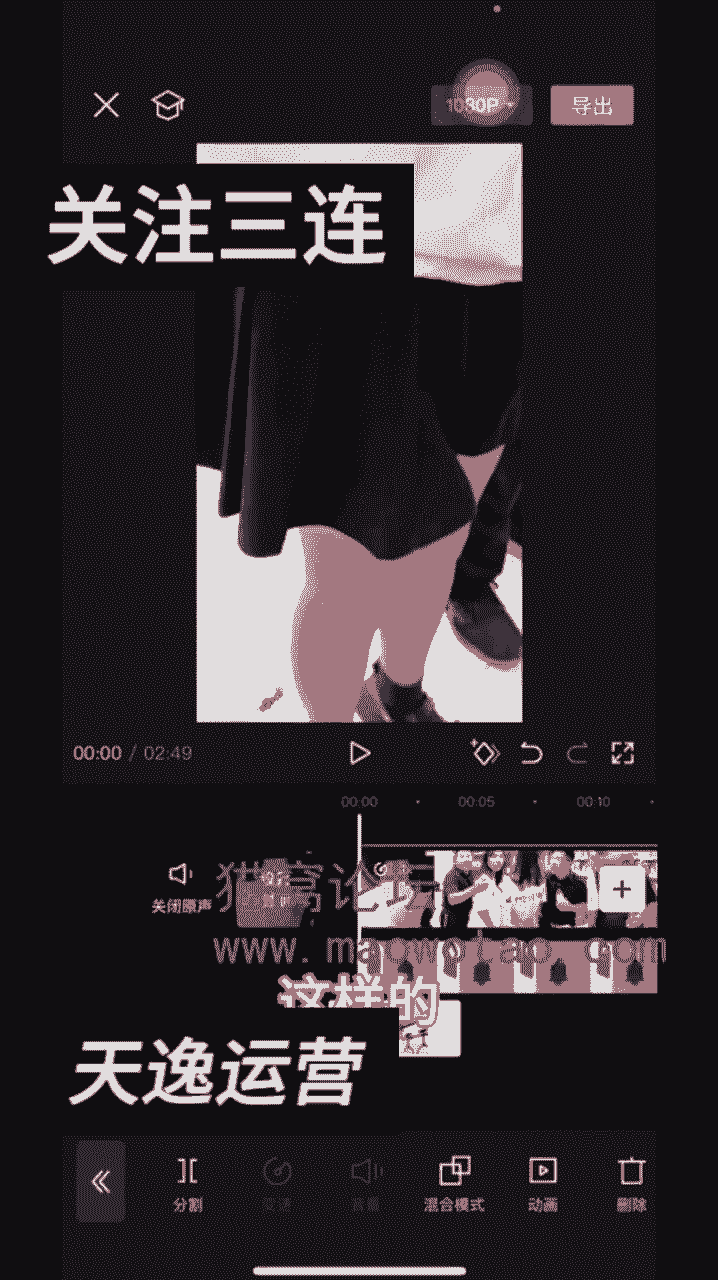 1080P
导出
关注三连
00:00 / 02:49
00:00
00:05
00:10
关闭原声
猫窝论坛
www.maowotao.com
这样的
天逸运营
分割
变速
音量
混合模式
动画
删除